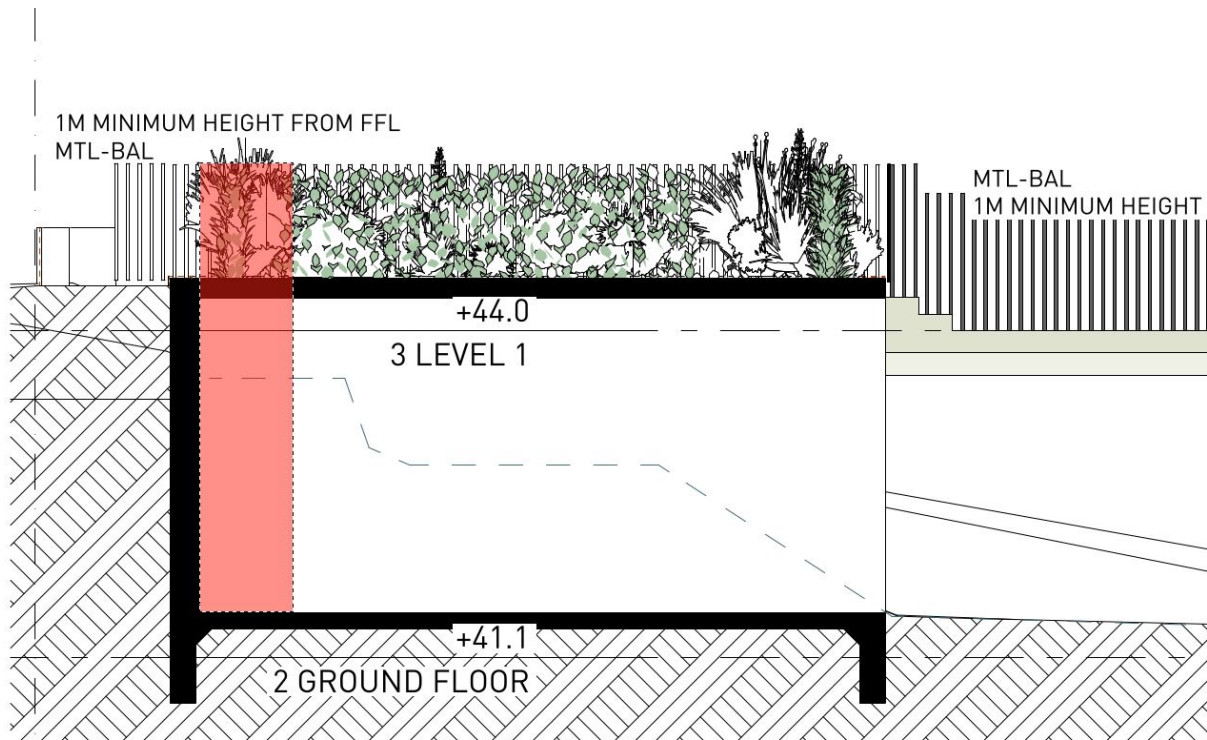 1M MINIMUM HEIGHT FROM FFL
MTL-BAL
MTL-BAL
1M MINIMUM HEIGHT
+44.0
3 LEVEL 1
+41.1
2 GROUND FLOOR